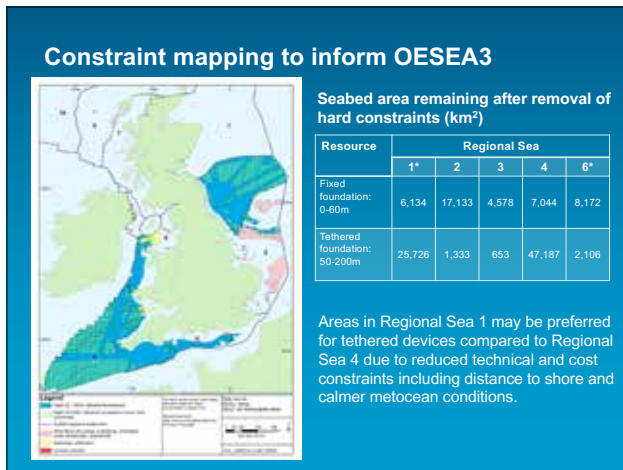 Constraint mapping to inform OESEA3
Seabed area remaining after removal of
hard constraints (km²)
Resource Regional Sea
1* 2 3 4 6*
Fixed
foundation:
0-60m
6,134 17,133 4,578 7,044 8,172
Tethered
foundation:
50-200m
25,726 1,333 653 47,187 2,106
Areas in Regional Sea 1 may be preferred
for tethered devices compared to Regional
Sea 4 due to reduced technical and cost
constraints including distance to shore and
calmer metocean conditions.
Legend